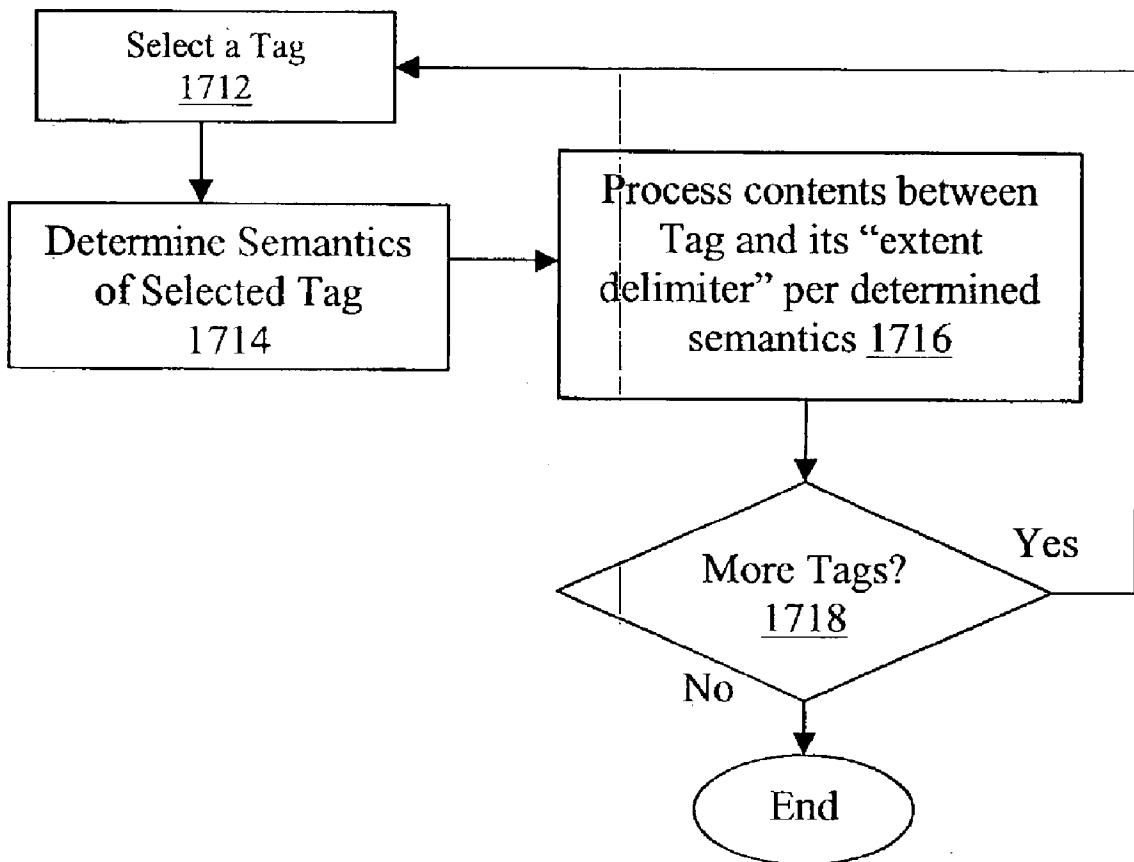 Select a Tag
1712
Determine Semantics
of Selected Tag
1714
Process contents between
Tag and its “extent
delimiter” per determined
semantics 1716
More Tags?
1718
Yes
No
End